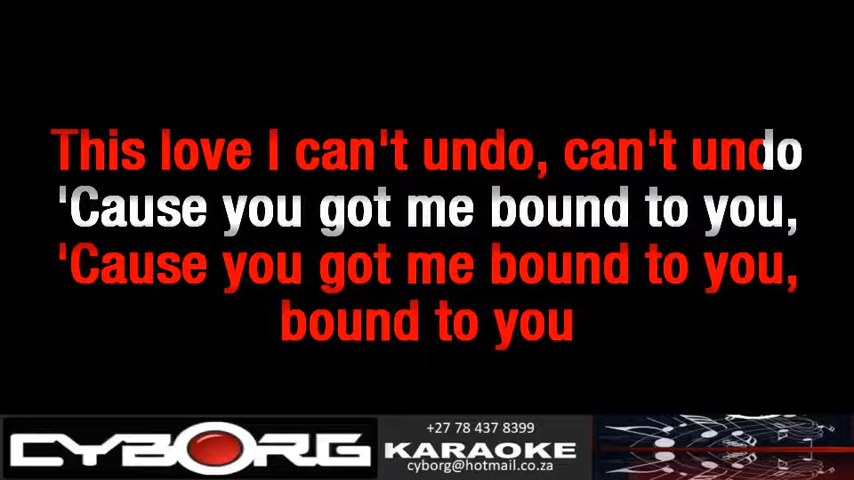 This love I can't undo, can't undo
'Cause you got me bound to you,
'Cause you got me bound to you,
bound to you
CYBORG
+27 78 437 8399
KARAOKE
cyborg@hotmail.co.za